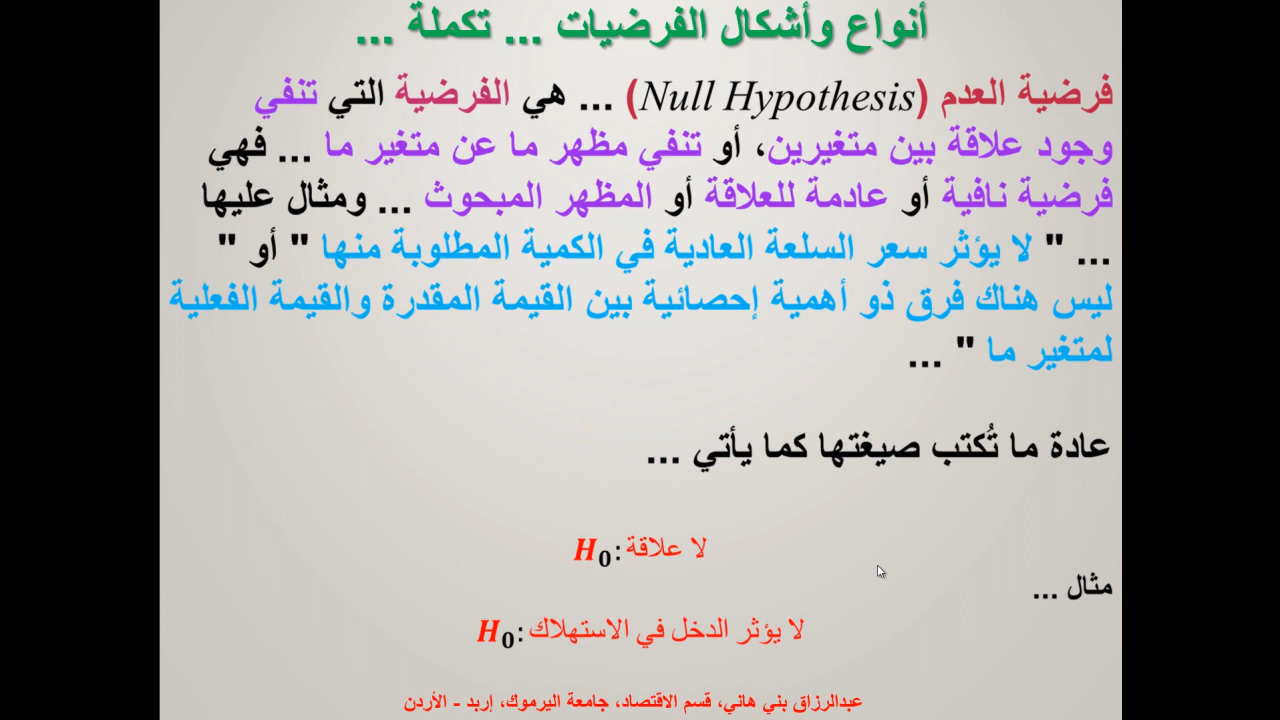 أنواع وأشكال الفرضيات ... تكملة ...
فرضية العدم (Null Hypothesis) ... هي الفرضية التي تنفي
وجود علاقة بين متغيرين، أو تنفي مظهر ما عن متغير ما ... فهي
فرضية نافية أو عادمة للعلاقة أو المظهر المبحوث ... ومثال عليها
... " لا يؤثر سعر السلعة العادية في الكمية المطلوبة منها " أو "
ليس هناك فرق ذو أهمية إحصائية بين القيمة المقدرة والقيمة الفعلية
لمتغير ما " ...
عادة ما تُكتب صيغتها كما يأتي ...
H₀: لا علاقة
مثال ...
H₀: لا يؤثر الدخل في الاستهلاك
عبدالرزاق بني هاني، قسم الاقتصاد، جامعة اليرموك، إربد - الأردن